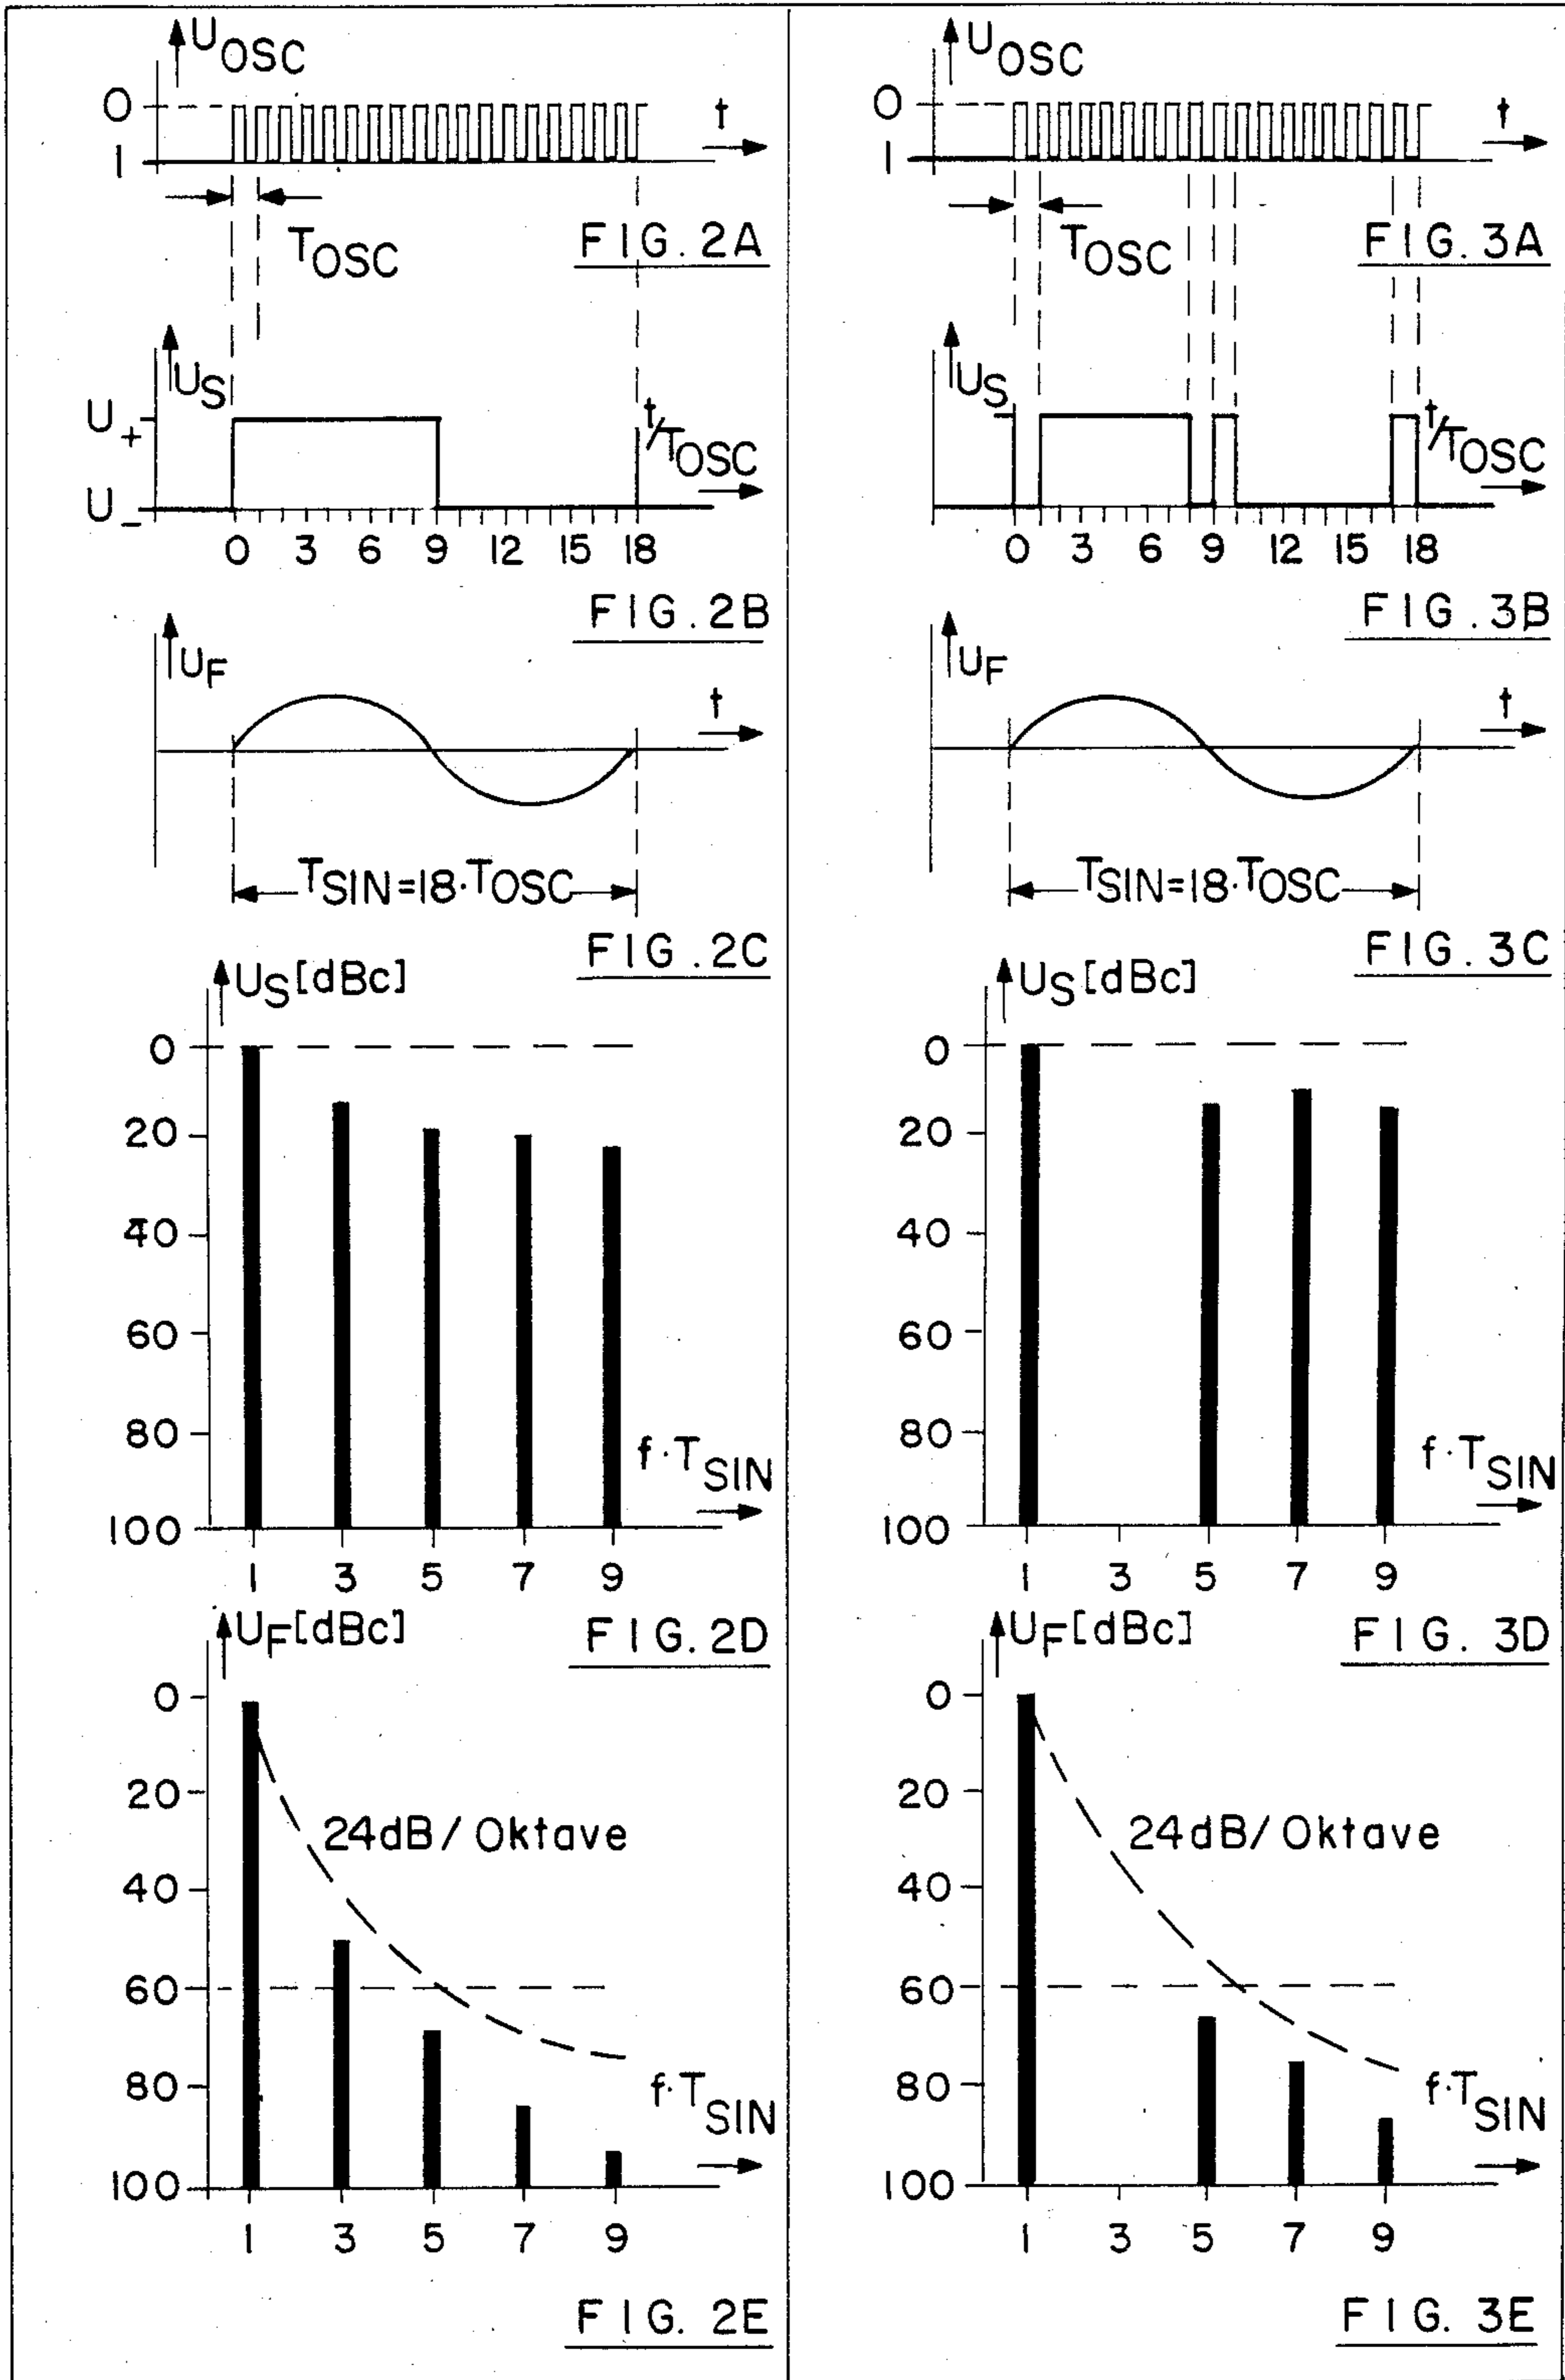 U_OSC
0
1
t
T_OSC
FIG. 2A
U_S
U_+
U_-
t/T_OSC
0 3 6 9 12 15 18
FIG. 2B
U_F
t
T_SIN=18·T_OSC
FIG. 2C
U_S [dBc]
0
20
40
60
80
100
f·T_SIN
1 3 5 7 9
FIG. 2D
U_F [dBc]
0
20
24dB/Oktave
40
60
80
100
f·T_SIN
1 3 5 7 9
FIG. 2E
U_OSC
0
1
t
T_OSC
FIG. 3A
U_S
t/T_OSC
0 3 6 9 12 15 18
FIG. 3B
U_F
t
T_SIN=18·T_OSC
FIG. 3C
U_S [dBc]
0
20
40
60
80
100
f·T_SIN
1 3 5 7 9
FIG. 3D
U_F [dBc]
0
20
24dB/Oktave
40
60
80
100
f·T_SIN
1 3 5 7 9
FIG. 3E